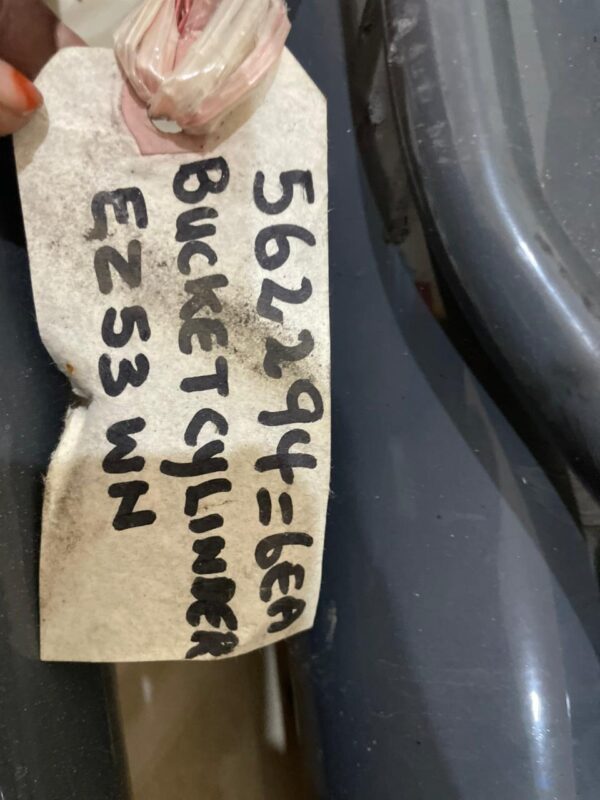 562294=6EA
BUCKET CYLINDER
EZ53 WN